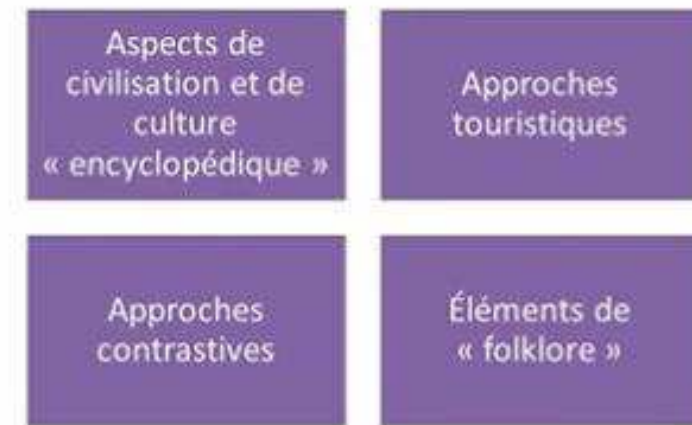 Aspects de
civilisation et de
culture
« encyclopédique »
Approches
touristiques
Approches
contrastives
Éléments de
« folklore »